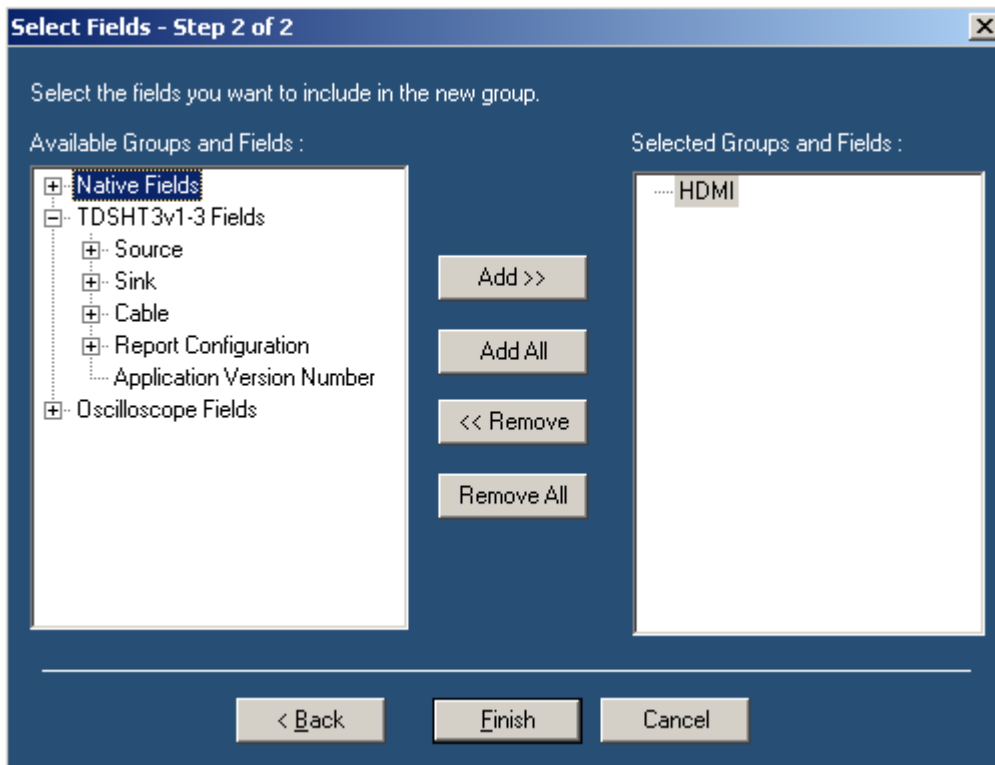 Select Fields - Step 2 of 2
Select the fields you want to include in the new group.
Available Groups and Fields :
Native Fields
TDSHT3v1-3 Fields
Source
Sink
Cable
Report Configuration
Application Version Number
Oscilloscope Fields
Add >>
Add All
<< Remove
Remove All
Selected Groups and Fields :
HDMI
< Back
Finish
Cancel